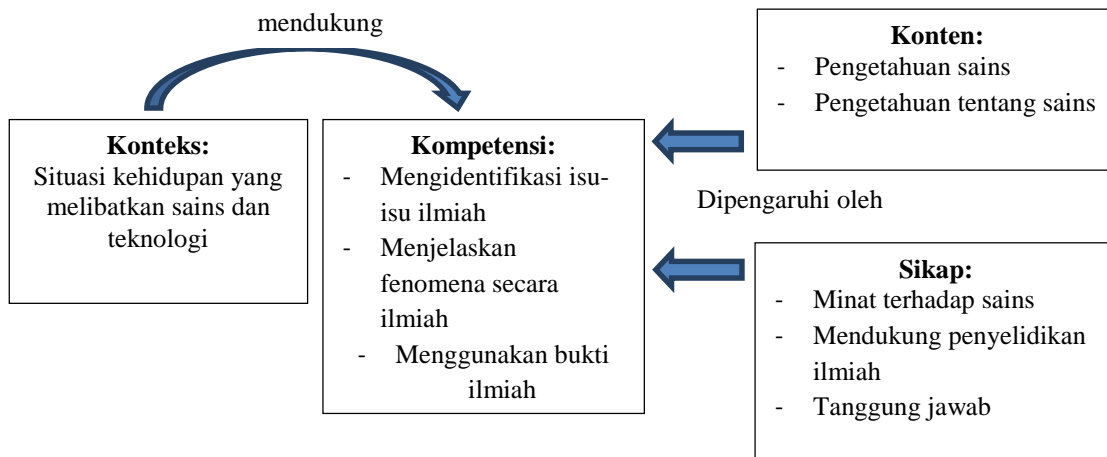 mendukung
Konteks:
Situasi kehidupan yang
melibatkan sains dan
teknologi
Kompetensi:
- Mengidentifikasi isu-
isu ilmiah
- Menjelaskan
fenomena secara
ilmiah
- Menggunakan bukti
ilmiah
Konten:
- Pengetahuan sains
- Pengetahuan tentang sains
Dipengaruhi oleh
Sikap:
- Minat terhadap sains
- Mendukung penyelidikan
ilmiah
- Tanggung jawab